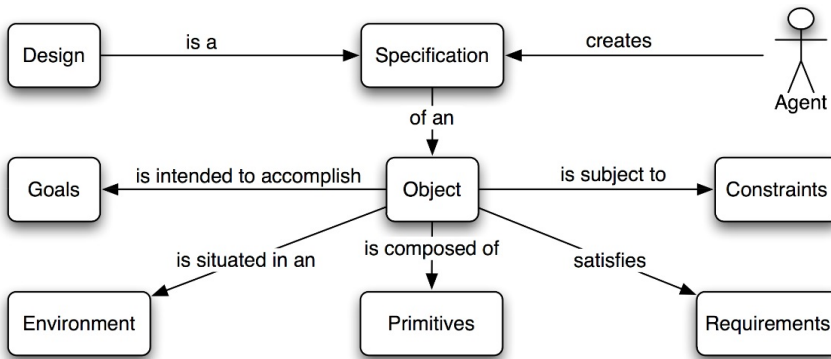 Design
is a
Specification
creates
Agent
of an
Goals
is intended to accomplish
Object
is subject to
Constraints
is situated in an
is composed of
satisfies
Environment
Primitives
Requirements